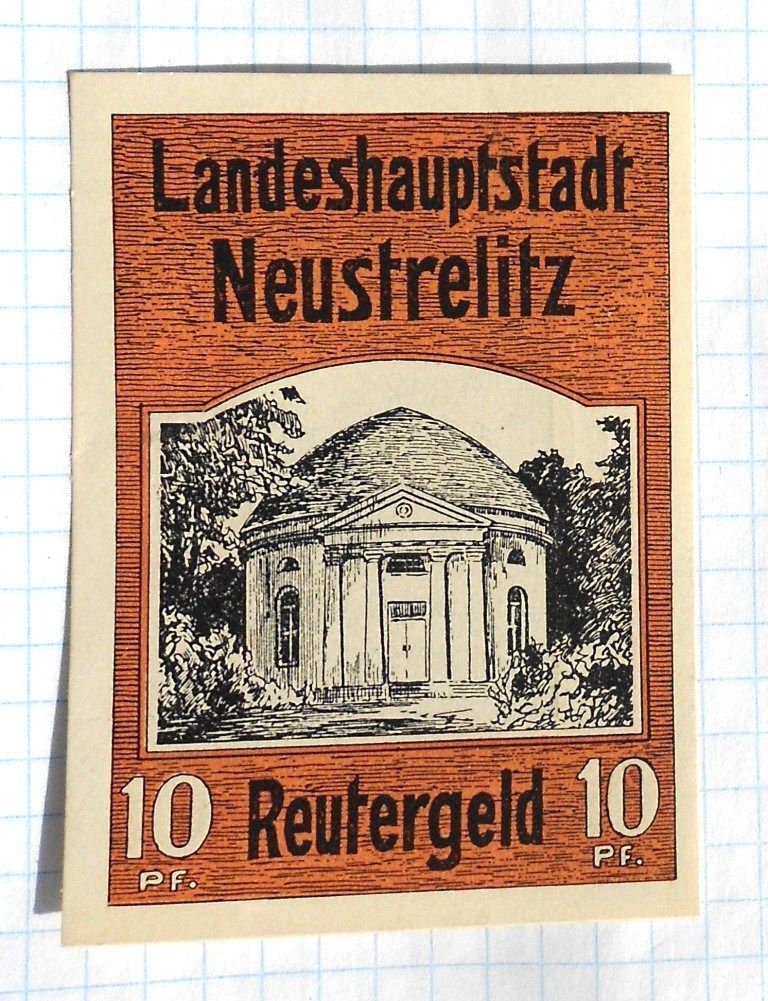 Landeshauptstadt
Neustrelitz
10 Reutergeld 10
PF. PF.